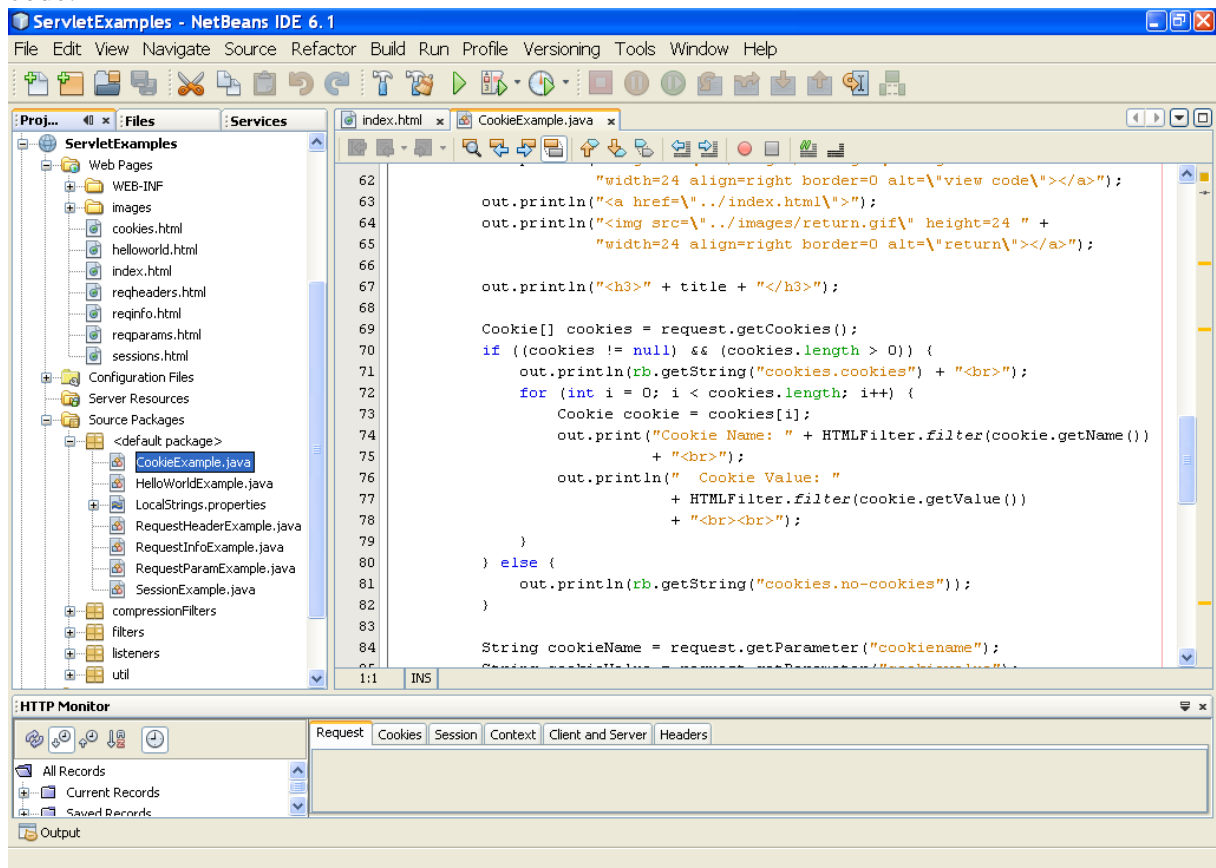 ServletExamples - NetBeans IDE 6.1
File Edit View Navigate Source Refactor Build Run Profile Versioning Tools Window Help
Proj... Files Services
ServletExamples
Web Pages
WEB-INF
images
cookies.html
helloworld.html
index.html
reqheaders.html
reqinfo.html
reqparams.html
sessions.html
Configuration Files
Server Resources
Source Packages
<default package>
CookieExample.java
HelloWorldExample.java
LocalStrings.properties
RequestHeaderExample.java
RequestInfoExample.java
RequestParamExample.java
SessionExample.java
compressionFilters
filters
listeners
util
index.html x CookieExample.java x
62 "width=24 align=right border=0 alt=\"view code\"></a>");
63 out.println("<a href=\"../index.html\">");
64 out.println("<img src=\"../images/return.gif\" height=24 " +
65 "width=24 align=right border=0 alt=\"return\"></a>");
66
67 out.println("<h3>" + title + "</h3>");
68
69 Cookie[] cookies = request.getCookies();
70 if ((cookies != null) && (cookies.length > 0)) {
71 out.println(rb.getString("cookies.cookies") + "<br>");
72 for (int i = 0; i < cookies.length; i++) {
73 Cookie cookie = cookies[i];
74 out.print("Cookie Name: " + HTMLFilter.filter(cookie.getName())
75 + "<br>");
76 out.println("  Cookie Value: "
77 + HTMLFilter.filter(cookie.getValue())
78 + "<br><br>");
79 }
80 } else {
81 out.println(rb.getString("cookies.no-cookies"));
82 }
83
84 String cookieName = request.getParameter("cookiename");
1:1 INS
HTTP Monitor
All Records
Current Records
Saved Records
Request Cookies Session Context Client and Server Headers
Output